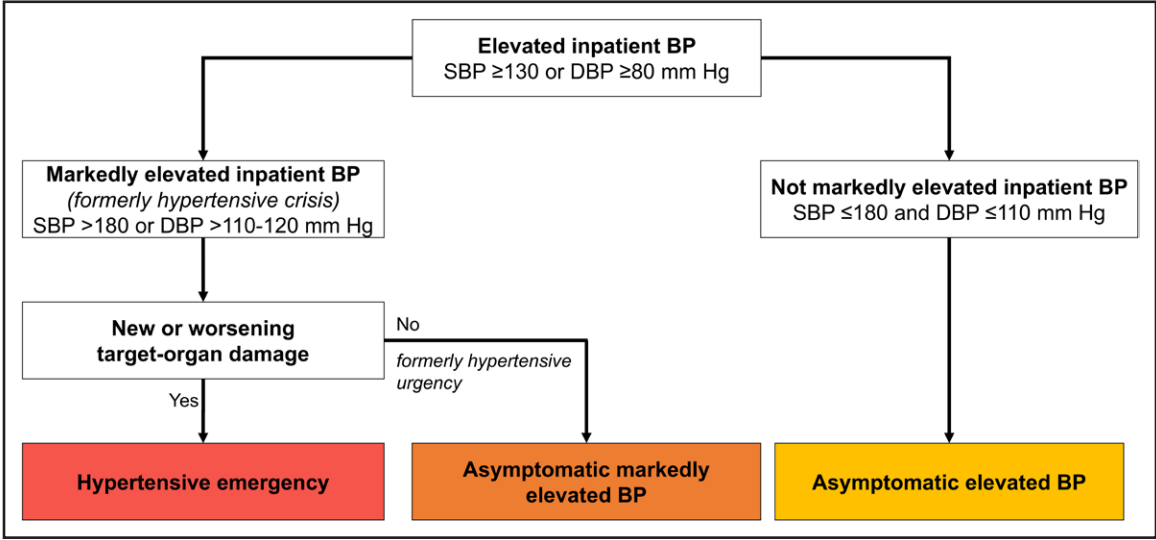 Elevated inpatient BP
SBP ≥130 or DBP ≥80 mm Hg
Markedly elevated inpatient BP
(formerly hypertensive crisis)
SBP >180 or DBP >110-120 mm Hg
Not markedly elevated inpatient BP
SBP ≤180 and DBP ≤110 mm Hg
New or worsening
target-organ damage
No
formerly hypertensive
urgency
Yes
Hypertensive emergency
Asymptomatic markedly
elevated BP
Asymptomatic elevated BP